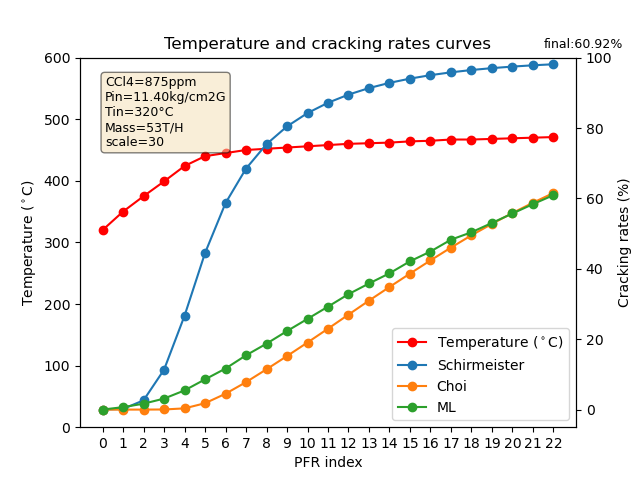 Temperature and cracking rates curves
final:60.92%
CCl4=875ppm
Pin=11.40kg/cm2G
Tin=320°C
Mass=53T/H
scale=30
Temperature (°C)
600
500
400
300
200
100
0
Cracking rates (%)
100
80
60
40
20
0
Temperature (°C)
Schirmeister
Choi
ML
0 1 2 3 4 5 6 7 8 9 10 11 12 13 14 15 16 17 18 19 20 21 22
PFR index